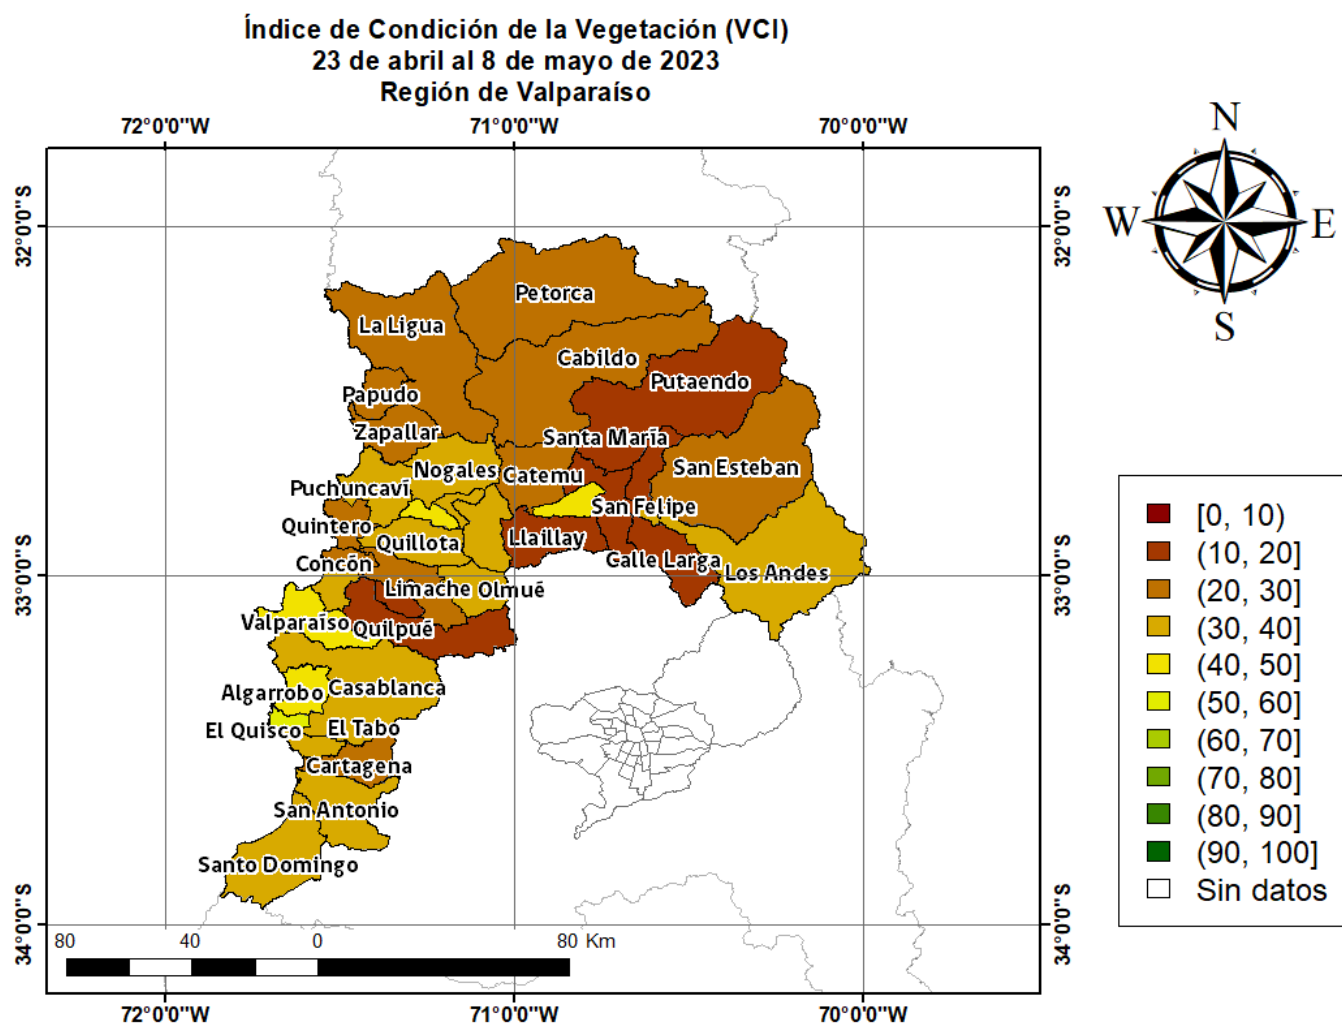 Índice de Condición de la Vegetación (VCI)
23 de abril al 8 de mayo de 2023
Región de Valparaíso
72°0'0"W 71°0'0"W 70°0'0"W
N
W E
S
32°0'0"S 32°0'0"S
Petorca
La Ligua
Cabildo
Putaendo
Papudo
Zapallar
Santa María
Nogales
Catemu
San Esteban
Puchuncaví
San Felipe
Quintero
Quillota
Llaillay
Concón
Calle Larga
Los Andes
33°0'0"S 33°0'0"S
Limache
Olmué
Valparaíso
Quilpué
Algarrobo
Casablanca
El Quisco
El Tabo
Cartagena
San Antonio
Santo Domingo
34°0'0"S 34°0'0"S
80 40 0 80 Km
72°0'0"W 71°0'0"W 70°0'0"W
[0, 10)
(10, 20]
(20, 30]
(30, 40]
(40, 50]
(50, 60]
(60, 70]
(70, 80]
(80, 90]
(90, 100]
Sin datos